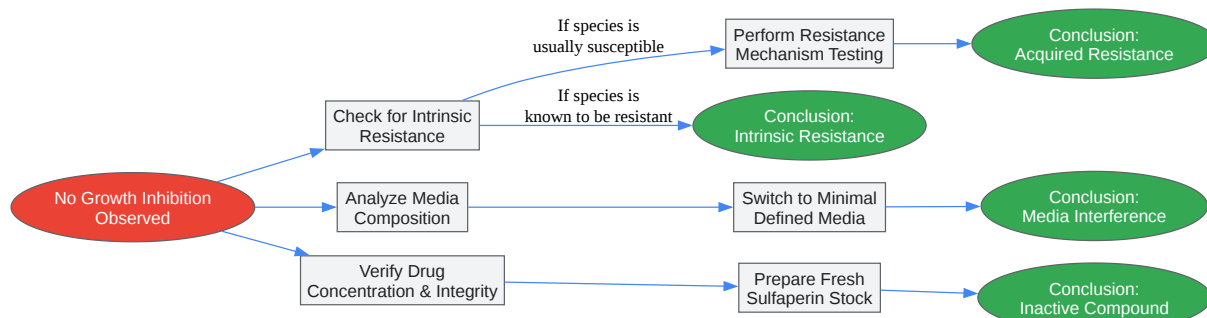 If species is
usually susceptible
Perform Resistance
Mechanism Testing
Conclusion:
Acquired Resistance
Check for Intrinsic
Resistance
If species is
known to be resistant
Conclusion:
Intrinsic Resistance
No Growth Inhibition
Observed
Analyze Media
Composition
Switch to Minimal
Defined Media
Conclusion:
Media Interference
Verify Drug
Concentration & Integrity
Prepare Fresh
Sulfaperin Stock
Conclusion:
Inactive Compound